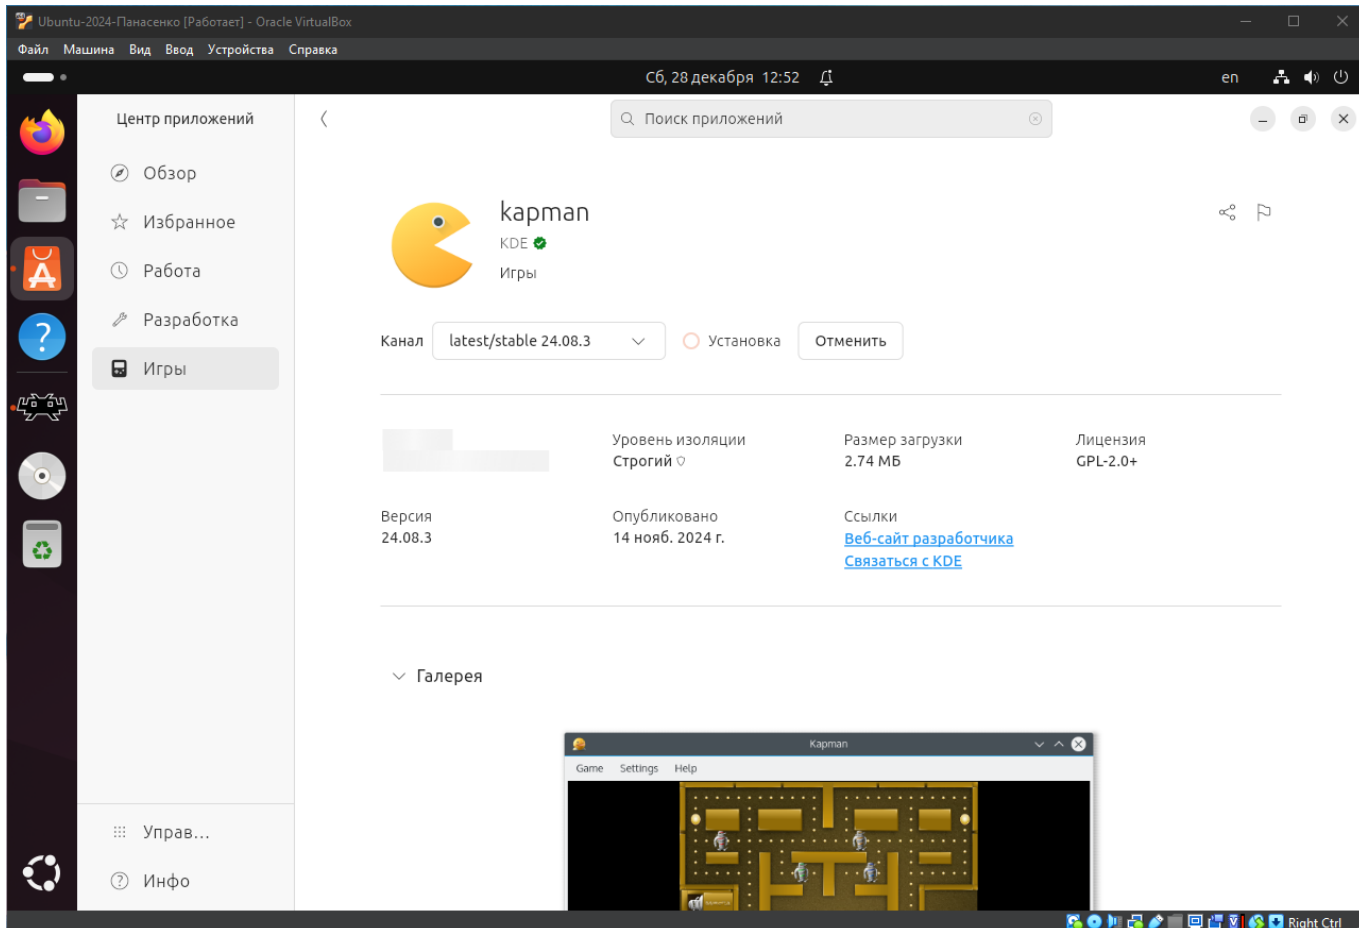 Ubuntu-2024-Панасенко [Работает] - Oracle VirtualBox
Файл Машина Вид Ввод Устройства Справка
Сб, 28 декабря 12:52
en
Центр приложений
Поиск приложений
Обзор
Избранное
Работа
Разработка
Игры
kapman
KDE
Игры
Канал
latest/stable 24.08.3
Установка
Отменить
Уровень изоляции
Строгий
Размер загрузки
2.74 МБ
Лицензия
GPL-2.0+
Версия
24.08.3
Опубликовано
14 нояб. 2024 г.
Ссылки
Веб-сайт разработчика
Связаться с KDE
Галерея
Kapman
Game Settings Help
Управ...
Инфо
Right Ctrl